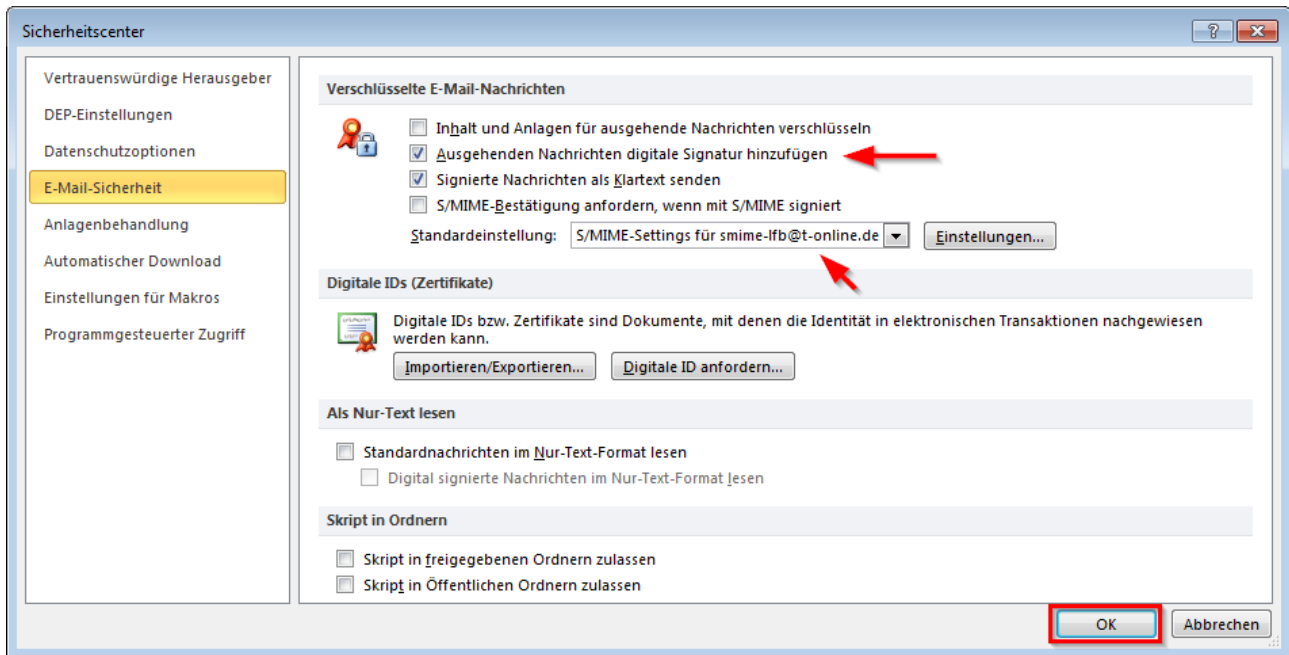 Sicherheitscenter
Vertrauenswürdige Herausgeber
DEP-Einstellungen
Datenschutzoptionen
E-Mail-Sicherheit
Anlagenbehandlung
Automatischer Download
Einstellungen für Makros
Programmgesteuerter Zugriff
Verschlüsselte E-Mail-Nachrichten
Inhalt und Anlagen für ausgehende Nachrichten verschlüsseln
Ausgehenden Nachrichten digitale Signatur hinzufügen
Signierte Nachrichten als Klartext senden
S/MIME-Bestätigung anfordern, wenn mit S/MIME signiert
Standardeinstellung: S/MIME-Settings für smime-lfb@t-online.de Einstellungen...
Digitale IDs (Zertifikate)
Digitale IDs bzw. Zertifikate sind Dokumente, mit denen die Identität in elektronischen Transaktionen nachgewiesen
werden kann.
Importieren/Exportieren... Digitale ID anfordern...
Als Nur-Text lesen
Standardnachrichten im Nur-Text-Format lesen
Digital signierte Nachrichten im Nur-Text-Format lesen
Skript in Ordnern
Skript in freigegebenen Ordnern zulassen
Skript in Öffentlichen Ordnern zulassen
OK Abbrechen